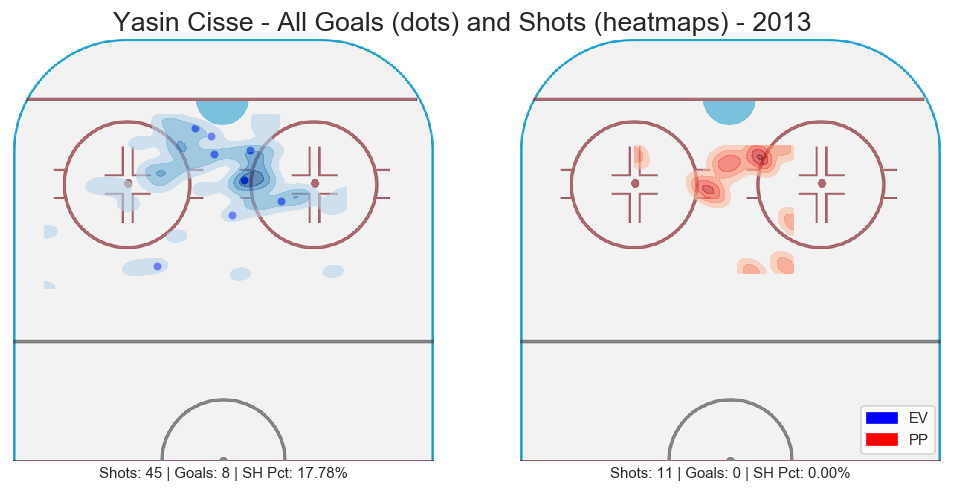 Yasin Cisse - All Goals (dots) and Shots (heatmaps) - 2013
EV
PP
Shots: 45 | Goals: 8 | SH Pct: 17.78%
Shots: 11 | Goals: 0 | SH Pct: 0.00%